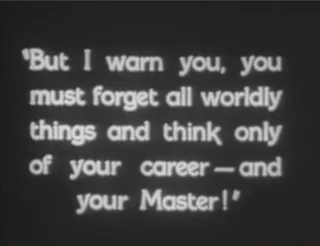 "But I warn you, you
must forget all worldly
things and think only
of your career — and
your Master!"